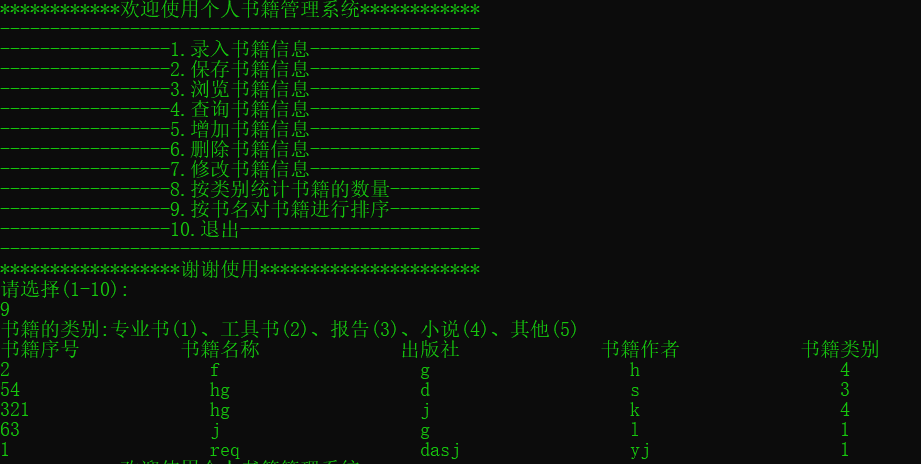 ************欢迎使用个人书籍管理系统************
------------------------------------------------
-----------------1.录入书籍信息-----------------
-----------------2.保存书籍信息-----------------
-----------------3.浏览书籍信息-----------------
-----------------4.查询书籍信息-----------------
-----------------5.增加书籍信息-----------------
-----------------6.删除书籍信息-----------------
-----------------7.修改书籍信息-----------------
-----------------8.按类别统计书籍的数量---------
-----------------9.按书名对书籍进行排序---------
-----------------10.退出------------------------
------------------------------------------------
******************谢谢使用**********************
请选择(1-10):
9
书籍的类别:专业书(1)、工具书(2)、报告(3)、小说(4)、其他(5)
书籍序号 书籍名称 出版社 书籍作者 书籍类别
2 f g h 4
54 hg d s 3
321 hg j k 4
63 j g l 1
1 req dasj yj 1